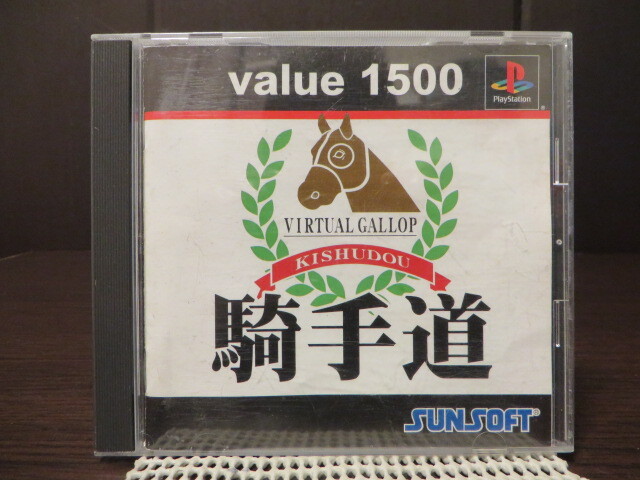 value 1500
PlayStation
VIRTUAL GALLOP
KISHUDOU
騎手道
SUNSOFT®